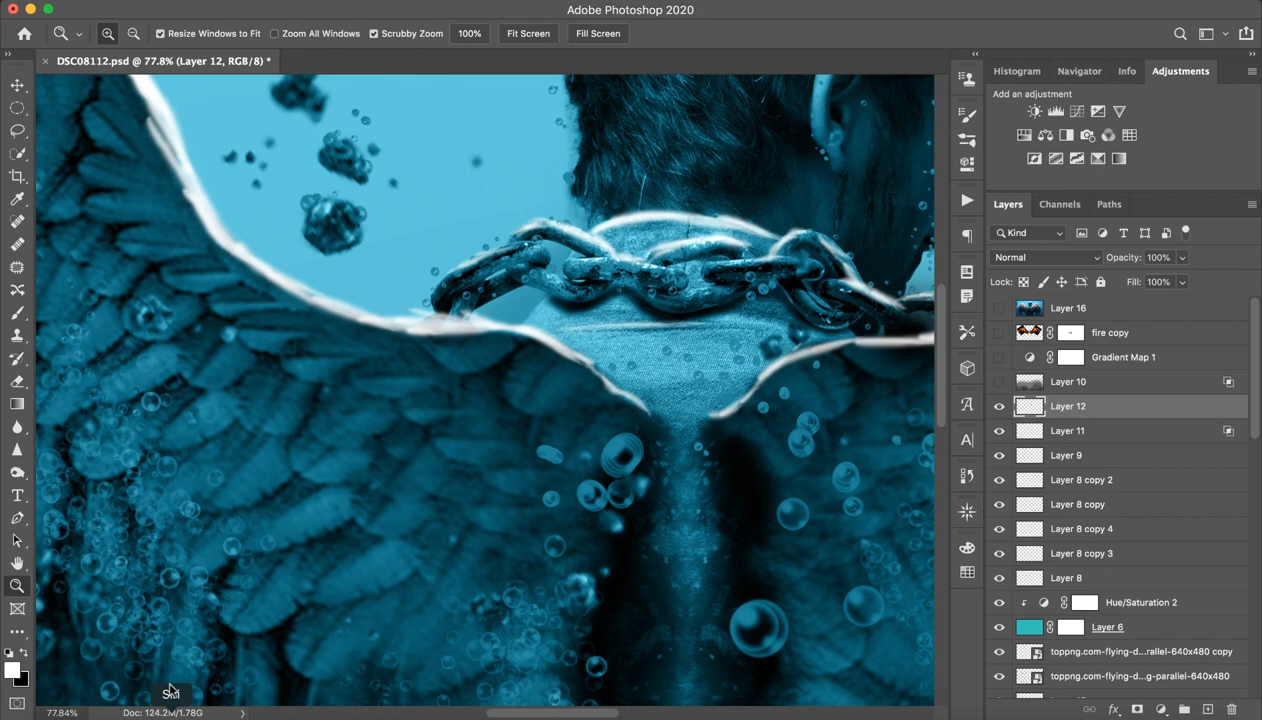 Adobe Photoshop 2020
Resize Windows to Fit
Zoom All Windows
Scrubby Zoom
100%
Fit Screen
Fill Screen
DSC08112.psd @ 77.8% (Layer 12, RGB/8) *
Histogram
Navigator
Info
Adjustments
Add an adjustment
Layers
Channels
Paths
Kind
Normal
Opacity: 100%
Lock:
Fill: 100%
Layer 16
fire copy
Gradient Map 1
Layer 10
Layer 12
Layer 11
Layer 9
Layer 8 copy 2
Layer 8 copy
Layer 8 copy 4
Layer 8 copy 3
Layer 8
Hue/Saturation 2
Layer 6
toppng.com-flying-d...rallel-640x480 copy
toppng.com-flying-d...g-parallel-640x480
77.84%
Doc: 124.2M/1.78G